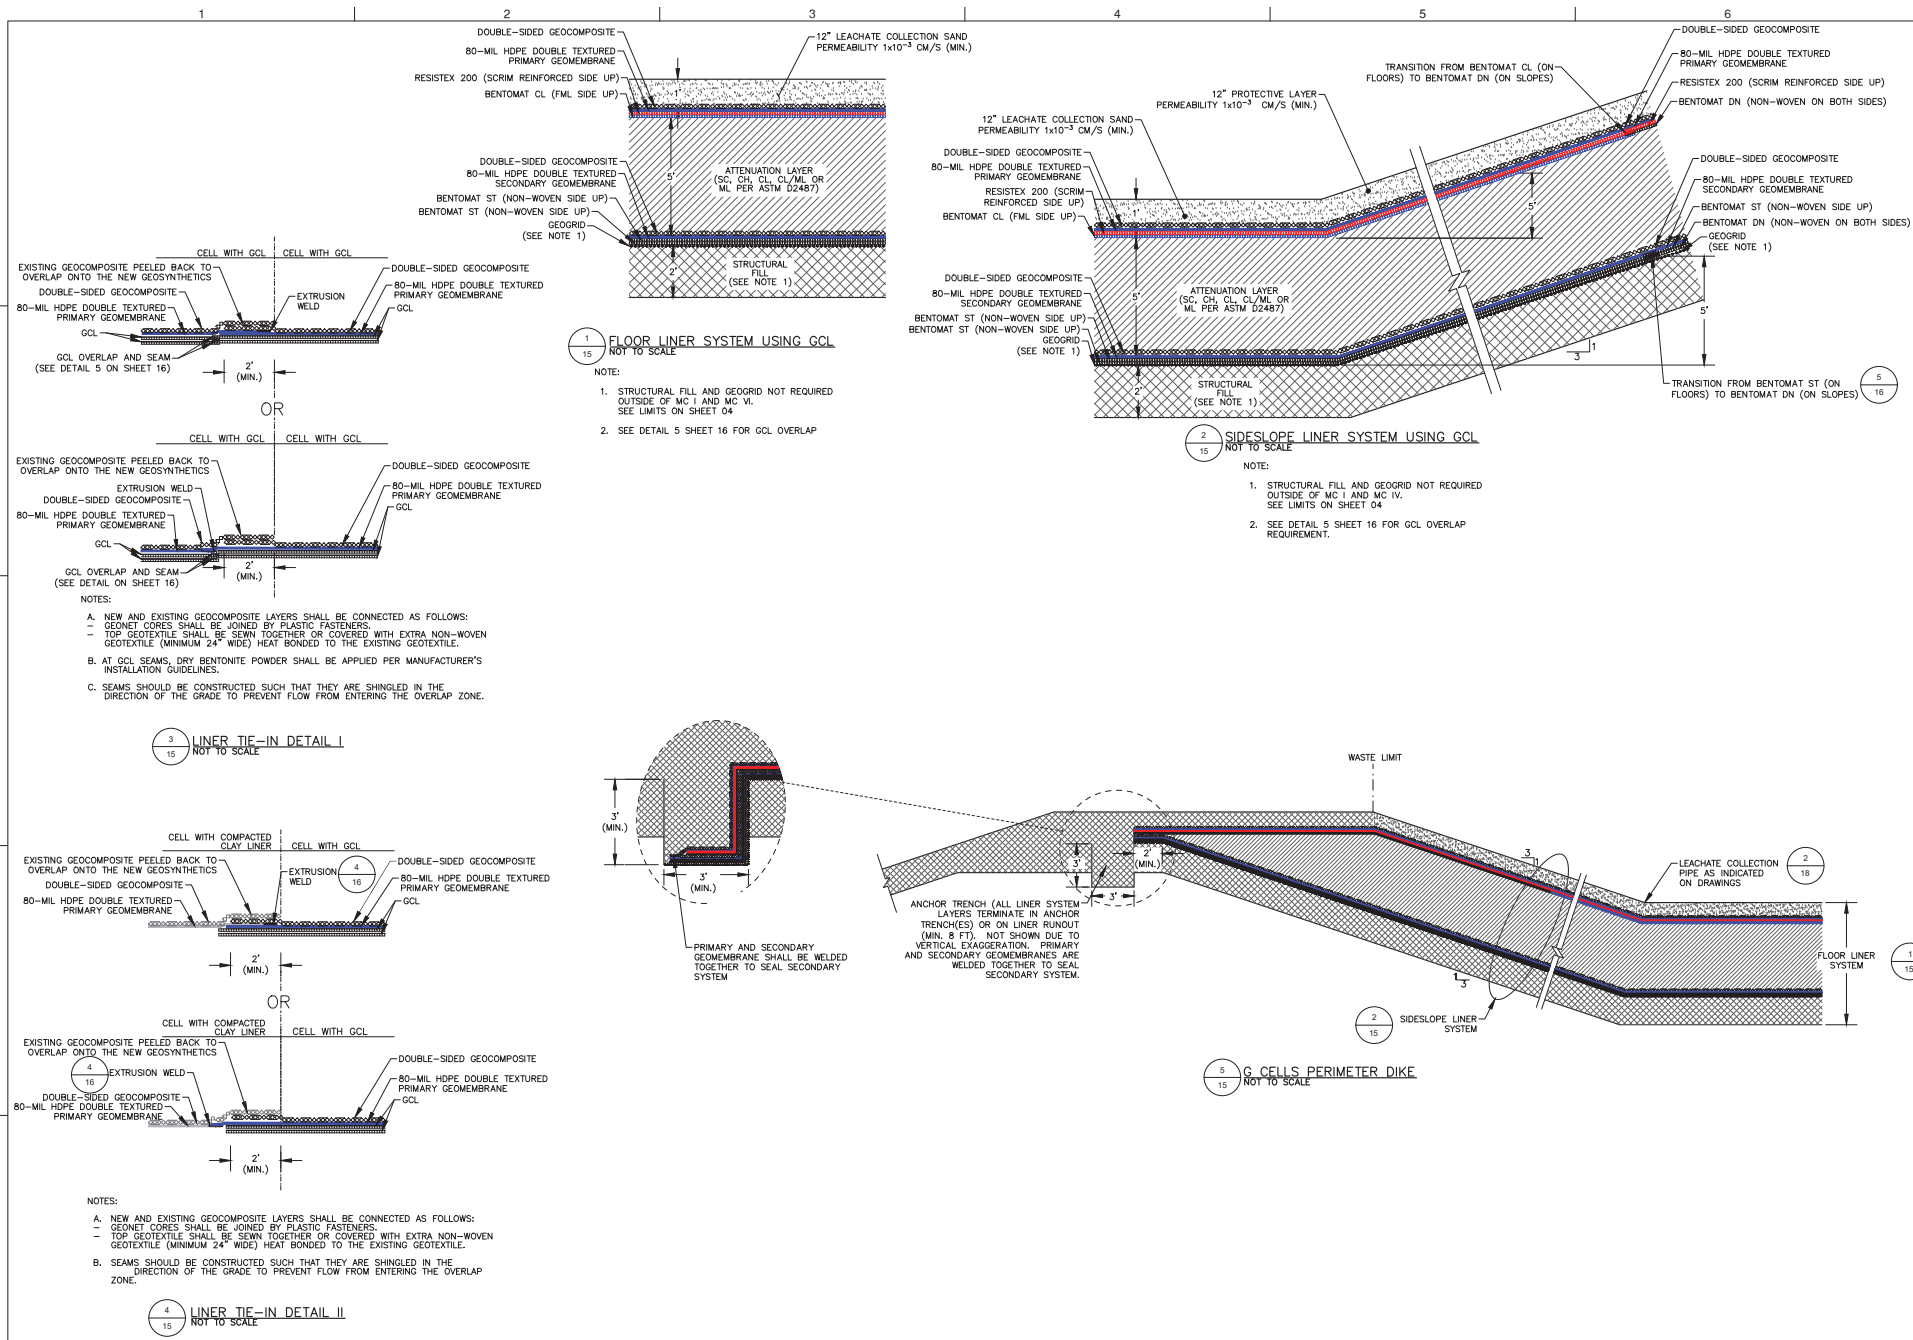 1 2 3 4 5 6
DOUBLE-SIDED GEOCOMPOSITE
80-MIL HDPE DOUBLE TEXTURED
PRIMARY GEOMEMBRANE
RESISTEX 200 (SCRIM REINFORCED SIDE UP)
BENTOMAT CL (FML SIDE UP)
12" LEACHATE COLLECTION SAND
PERMEABILITY 1x10⁻³ CM/S (MIN.)
1'
5'
2'
ATTENUATION LAYER
(SC, CH, CL, CL/ML OR
ML PER ASTM D2487)
DOUBLE-SIDED GEOCOMPOSITE
80-MIL HDPE DOUBLE TEXTURED
SECONDARY GEOMEMBRANE
BENTOMAT ST (NON-WOVEN SIDE UP)
BENTOMAT ST (NON-WOVEN SIDE UP)
GEOGRID
(SEE NOTE 1)
STRUCTURAL
FILL
(SEE NOTE 1)
1
15
FLOOR LINER SYSTEM USING GCL
NOT TO SCALE
NOTE:
1. STRUCTURAL FILL AND GEOGRID NOT REQUIRED
OUTSIDE OF MC I AND MC VI.
SEE LIMITS ON SHEET 04
2. SEE DETAIL 5 SHEET 16 FOR GCL OVERLAP
DOUBLE-SIDED GEOCOMPOSITE
80-MIL HDPE DOUBLE TEXTURED
PRIMARY GEOMEMBRANE
RESISTEX 200 (SCRIM REINFORCED SIDE UP)
BENTOMAT DN (NON-WOVEN ON BOTH SIDES)
TRANSITION FROM BENTOMAT CL (ON
FLOORS) TO BENTOMAT DN (ON SLOPES)
12" PROTECTIVE LAYER
PERMEABILITY 1x10⁻³ CM/S (MIN.)
12" LEACHATE COLLECTION SAND
PERMEABILITY 1x10⁻³ CM/S (MIN.)
DOUBLE-SIDED GEOCOMPOSITE
80-MIL HDPE DOUBLE TEXTURED
PRIMARY GEOMEMBRANE
RESISTEX 200 (SCRIM
REINFORCED SIDE UP)
BENTOMAT CL (FML SIDE UP)
1'
5'
5'
2'
5'
DOUBLE-SIDED GEOCOMPOSITE
80-MIL HDPE DOUBLE TEXTURED
SECONDARY GEOMEMBRANE
BENTOMAT ST (NON-WOVEN SIDE UP)
BENTOMAT DN (NON-WOVEN ON BOTH SIDES)
GEOGRID
(SEE NOTE 1)
DOUBLE-SIDED GEOCOMPOSITE
80-MIL HDPE DOUBLE TEXTURED
SECONDARY GEOMEMBRANE
BENTOMAT ST (NON-WOVEN SIDE UP)
BENTOMAT ST (NON-WOVEN SIDE UP)
GEOGRID
(SEE NOTE 1)
ATTENUATION LAYER
(SC, CH, CL, CL/ML OR
ML PER ASTM D2487)
STRUCTURAL
FILL
(SEE NOTE 1)
1
3
TRANSITION FROM BENTOMAT ST (ON
FLOORS) TO BENTOMAT DN (ON SLOPES)
5
16
2
15
SIDESLOPE LINER SYSTEM USING GCL
NOT TO SCALE
NOTE:
1. STRUCTURAL FILL AND GEOGRID NOT REQUIRED
OUTSIDE OF MC I AND MC IV.
SEE LIMITS ON SHEET 04
2. SEE DETAIL 5 SHEET 16 FOR GCL OVERLAP
REQUIREMENT.
CELL WITH GCL CELL WITH GCL
EXISTING GEOCOMPOSITE PEELED BACK TO
OVERLAP ONTO THE NEW GEOSYNTHETICS
DOUBLE-SIDED GEOCOMPOSITE
80-MIL HDPE DOUBLE TEXTURED
PRIMARY GEOMEMBRANE
GCL
GCL OVERLAP AND SEAM
(SEE DETAIL 5 ON SHEET 16)
EXTRUSION
WELD
DOUBLE-SIDED GEOCOMPOSITE
80-MIL HDPE DOUBLE TEXTURED
PRIMARY GEOMEMBRANE
GCL
2'
(MIN.)
OR
CELL WITH GCL CELL WITH GCL
EXISTING GEOCOMPOSITE PEELED BACK TO
OVERLAP ONTO THE NEW GEOSYNTHETICS
EXTRUSION WELD
DOUBLE-SIDED GEOCOMPOSITE
80-MIL HDPE DOUBLE TEXTURED
PRIMARY GEOMEMBRANE
GCL
GCL OVERLAP AND SEAM
(SEE DETAIL ON SHEET 16)
DOUBLE-SIDED GEOCOMPOSITE
80-MIL HDPE DOUBLE TEXTURED
PRIMARY GEOMEMBRANE
GCL
2'
(MIN.)
NOTES:
A. NEW AND EXISTING GEOCOMPOSITE LAYERS SHALL BE CONNECTED AS FOLLOWS:
- GEONET CORES SHALL BE JOINED BY PLASTIC FASTENERS.
- TOP GEOTEXTILE SHALL BE SEWN TOGETHER OR COVERED WITH EXTRA NON-WOVEN
GEOTEXTILE (MINIMUM 24" WIDE) HEAT BONDED TO THE EXISTING GEOTEXTILE.
B. AT GCL SEAMS, DRY BENTONITE POWDER SHALL BE APPLIED PER MANUFACTURER'S
INSTALLATION GUIDELINES.
C. SEAMS SHOULD BE CONSTRUCTED SUCH THAT THEY ARE SHINGLED IN THE
DIRECTION OF THE GRADE TO PREVENT FLOW FROM ENTERING THE OVERLAP ZONE.
3
15
LINER TIE-IN DETAIL I
NOT TO SCALE
CELL WITH COMPACTED
CLAY LINER
CELL WITH GCL
EXISTING GEOCOMPOSITE PEELED BACK TO
OVERLAP ONTO THE NEW GEOSYNTHETICS
DOUBLE-SIDED GEOCOMPOSITE
80-MIL HDPE DOUBLE TEXTURED
PRIMARY GEOMEMBRANE
EXTRUSION
WELD
4
16
DOUBLE-SIDED GEOCOMPOSITE
80-MIL HDPE DOUBLE TEXTURED
PRIMARY GEOMEMBRANE
GCL
2'
(MIN.)
OR
CELL WITH COMPACTED
CLAY LINER
CELL WITH GCL
EXISTING GEOCOMPOSITE PEELED BACK TO
OVERLAP ONTO THE NEW GEOSYNTHETICS
4
16
EXTRUSION WELD
DOUBLE-SIDED GEOCOMPOSITE
80-MIL HDPE DOUBLE TEXTURED
PRIMARY GEOMEMBRANE
DOUBLE-SIDED GEOCOMPOSITE
80-MIL HDPE DOUBLE TEXTURED
PRIMARY GEOMEMBRANE
GCL
2'
(MIN.)
NOTES:
A. NEW AND EXISTING GEOCOMPOSITE LAYERS SHALL BE CONNECTED AS FOLLOWS:
- GEONET CORES SHALL BE JOINED BY PLASTIC FASTENERS.
- TOP GEOTEXTILE SHALL BE SEWN TOGETHER OR COVERED WITH EXTRA NON-WOVEN
GEOTEXTILE (MINIMUM 24" WIDE) HEAT BONDED TO THE EXISTING GEOTEXTILE.
B. SEAMS SHOULD BE CONSTRUCTED SUCH THAT THEY ARE SHINGLED IN THE
DIRECTION OF THE GRADE TO PREVENT FLOW FROM ENTERING THE OVERLAP
ZONE.
4
15
LINER TIE-IN DETAIL II
NOT TO SCALE
3'
(MIN.)
3'
(MIN.)
PRIMARY AND SECONDARY
GEOMEMBRANE SHALL BE WELDED
TOGETHER TO SEAL SECONDARY
SYSTEM
WASTE LIMIT
3'
2'
(MIN.)
3'
ANCHOR TRENCH (ALL LINER SYSTEM
LAYERS TERMINATE IN ANCHOR
TRENCH(ES) OR ON LINER RUNOUT
(MIN. 8 FT). NOT SHOWN DUE TO
VERTICAL EXAGGERATION. PRIMARY
AND SECONDARY GEOMEMBRANES ARE
WELDED TOGETHER TO SEAL
SECONDARY SYSTEM.
3
1
1
3
LEACHATE COLLECTION
PIPE AS INDICATED
ON DRAWINGS
2
18
FLOOR LINER
SYSTEM
1
15
2
15
SIDESLOPE LINER
SYSTEM
5
15
G CELLS PERIMETER DIKE
NOT TO SCALE